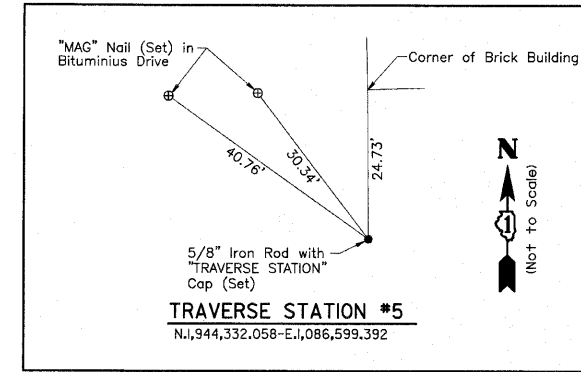 "MAG" Nail (Set) in
Bituminius Drive
Corner of Brick Building
40.76'
30.34'
24.73'
N
1
(Not to Scale)
5/8" Iron Rod with
"TRAVERSE STATION"
Cap (Set)
TRAVERSE STATION #5
N.1,944,332.058-E.1,086,599.392